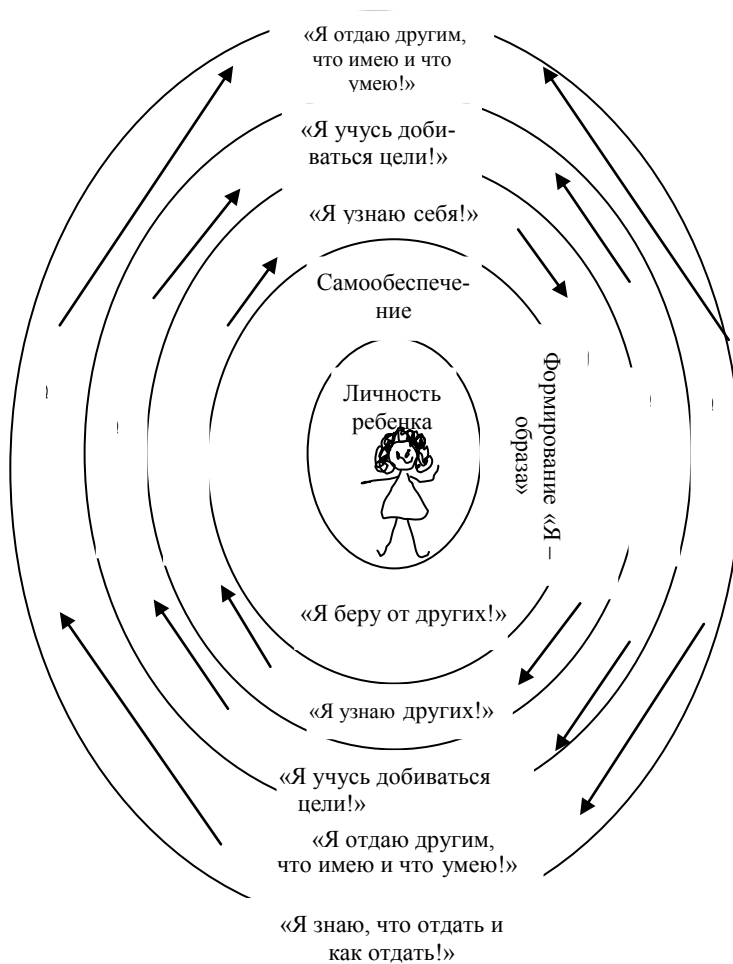 «Я отдаю другим,
что имею и что
умею!»
«Я учусь доби-
ваться цели!»
«Я узнаю себя!»
Самообеспече-
ние
Личность
ребенка
Формирование «Я –
образа»
«Я беру от других!»
«Я узнаю других!»
«Я учусь добиваться
цели!»
«Я отдаю другим,
что имею и что умею!»
«Я знаю, что отдать и
как отдать!»